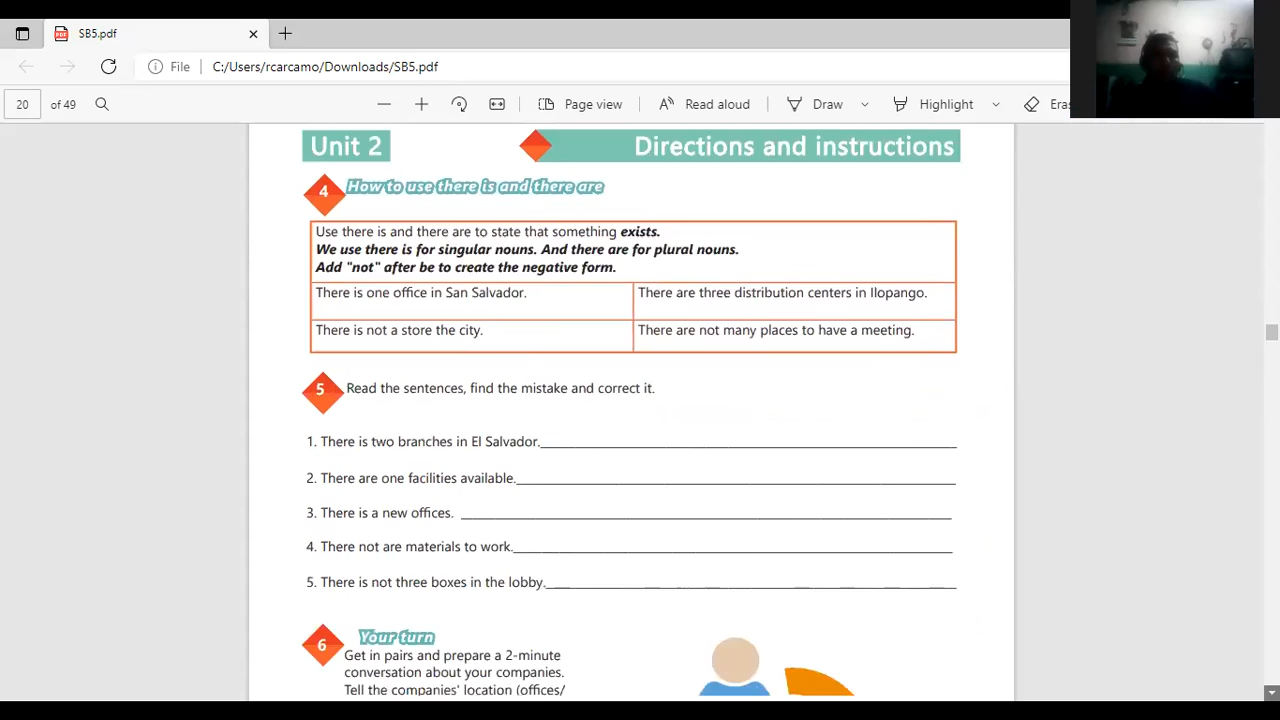 SB5.pdf
File C:/Users/rcarcamo/Downloads/SB5.pdf
20 of 49 Page view Read aloud Draw Highlight
Unit 2 Directions and instructions
4 How to use there is and there are
Use there is and there are to state that something exists.
We use there is for singular nouns. And there are for plural nouns.
Add "not" after be to create the negative form.
There is one office in San Salvador. There are three distribution centers in Ilopango.
There is not a store the city. There are not many places to have a meeting.
5 Read the sentences, find the mistake and correct it.
1. There is two branches in El Salvador.
2. There are one facilities available.
3. There is a new offices.
4. There not are materials to work.
5. There is not three boxes in the lobby.
6 Your turn
Get in pairs and prepare a 2-minute
conversation about your companies.
Tell the companies' location (offices/